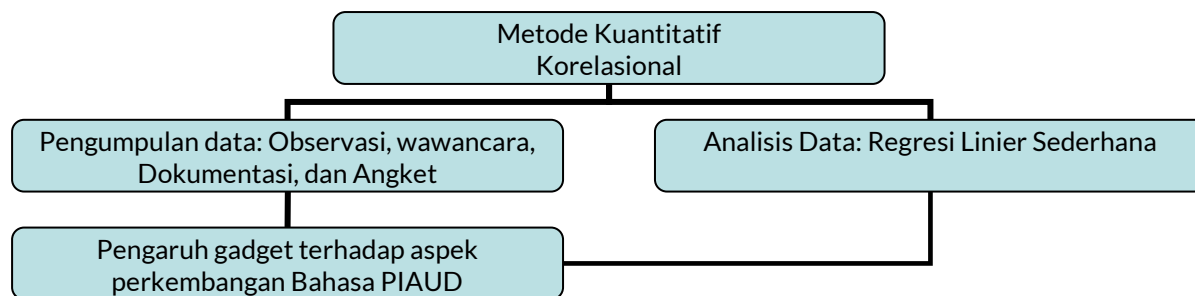 Metode Kuantitatif
Korelasional
Pengumpulan data: Observasi, wawancara,
Dokumentasi, dan Angket
Analisis Data: Regresi Linier Sederhana
Pengaruh gadget terhadap aspek
perkembangan Bahasa PIAUD